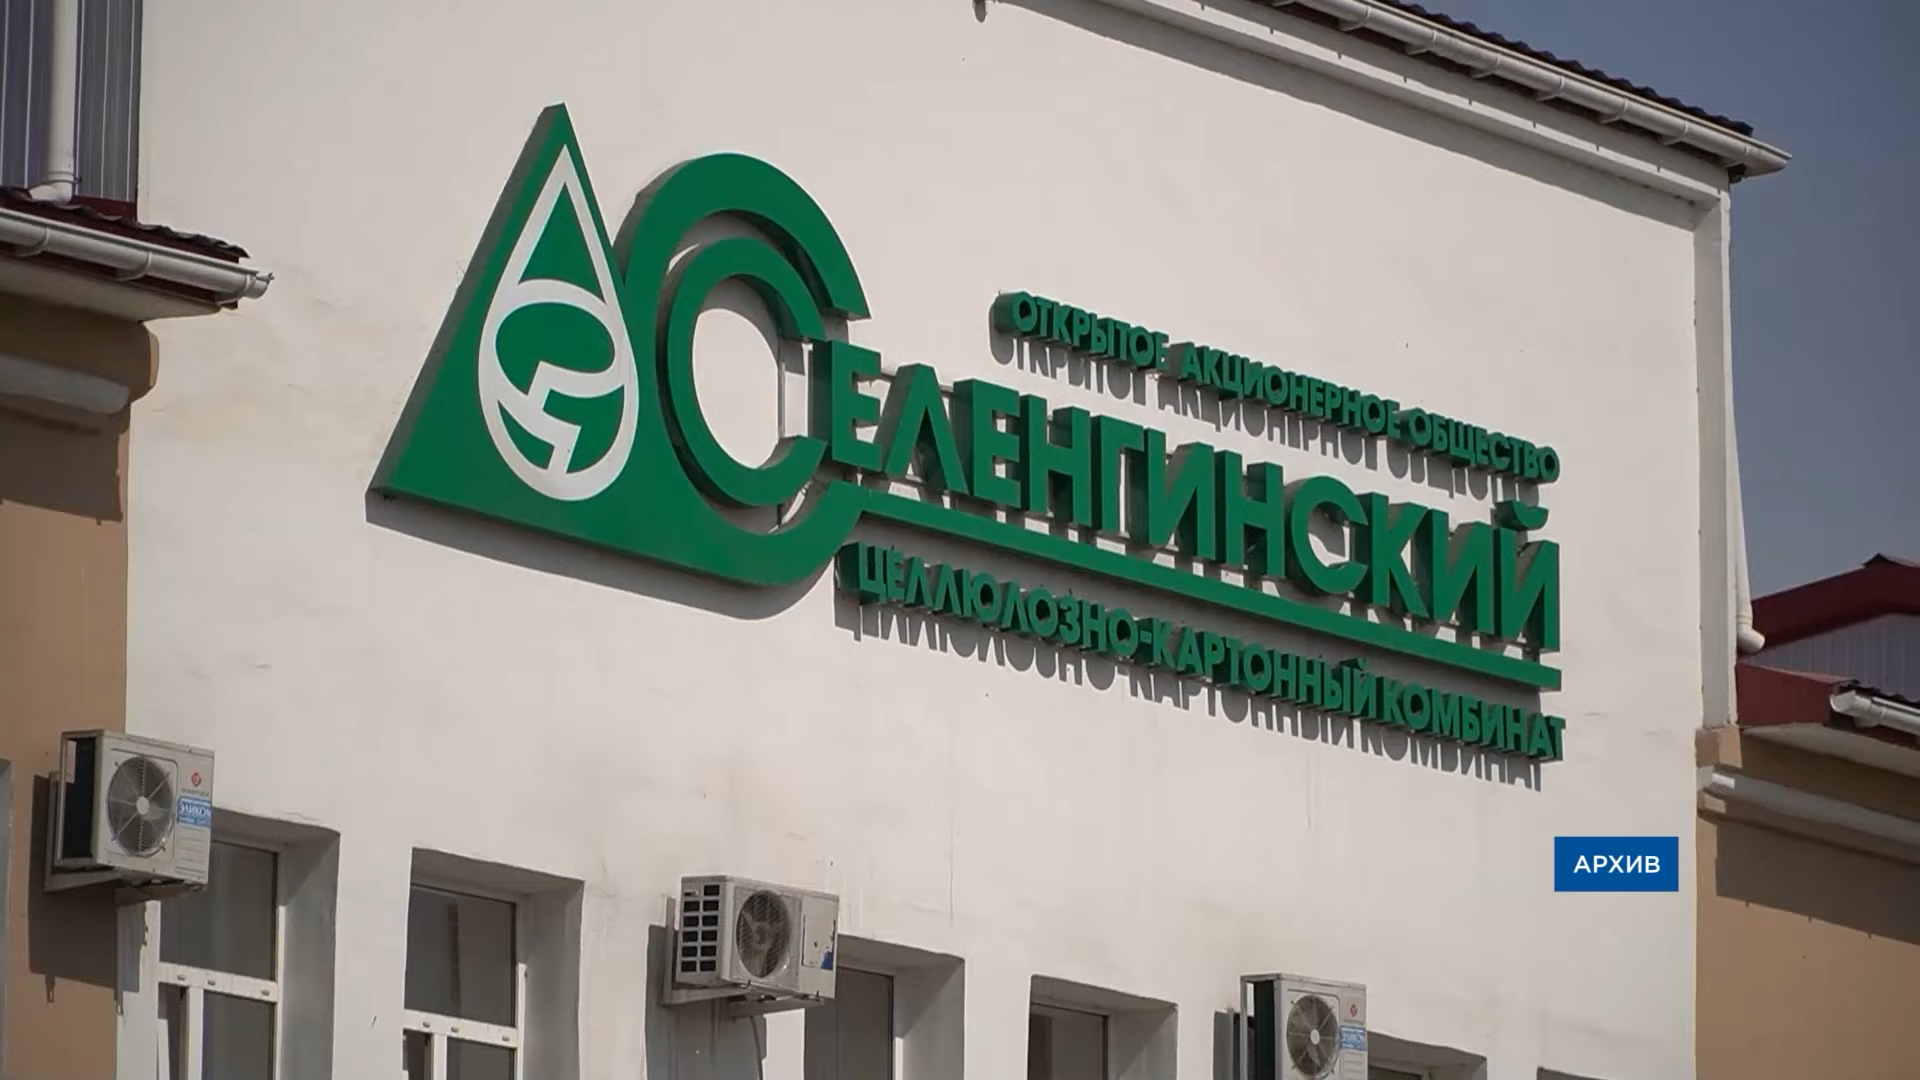 ОТКРЫТОЕ АКЦИОНЕРНОЕ ОБЩЕСТВО
СЕЛЕНГИНСКИЙ
ЦЕЛЛЮЛОЗНО-КАРТОННЫЙ КОМБИНАТ
АРХИВ